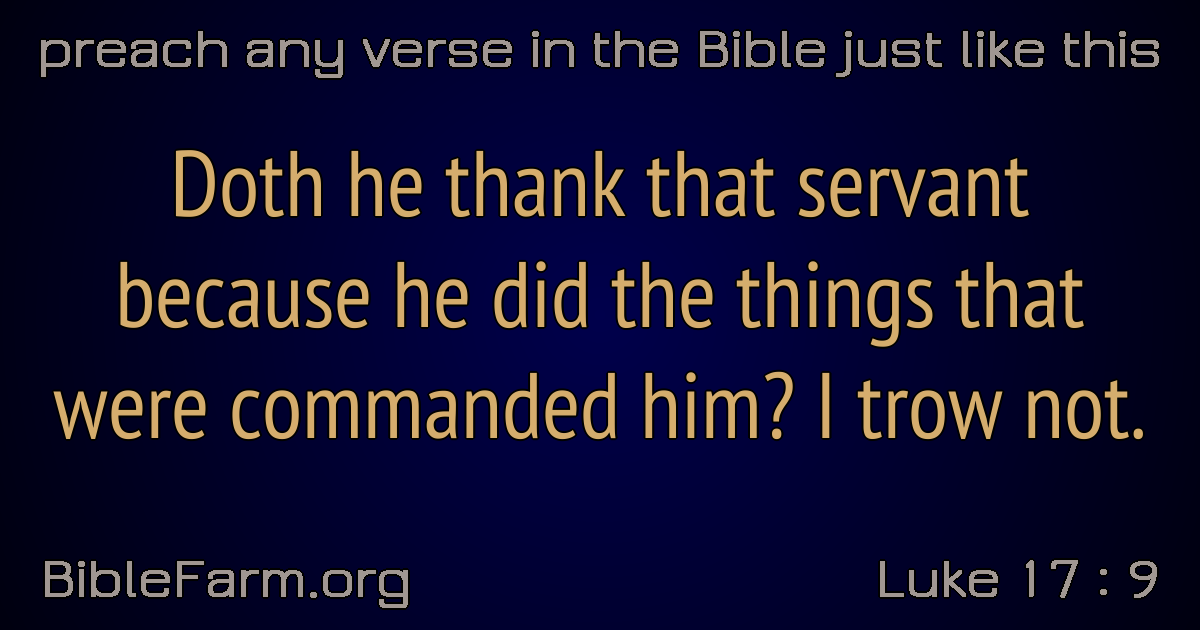 preach any verse in the Bible just like this
Doth he thank that servant
because he did the things that
were commanded him? I trow not.
BibleFarm.org
Luke 17 : 9